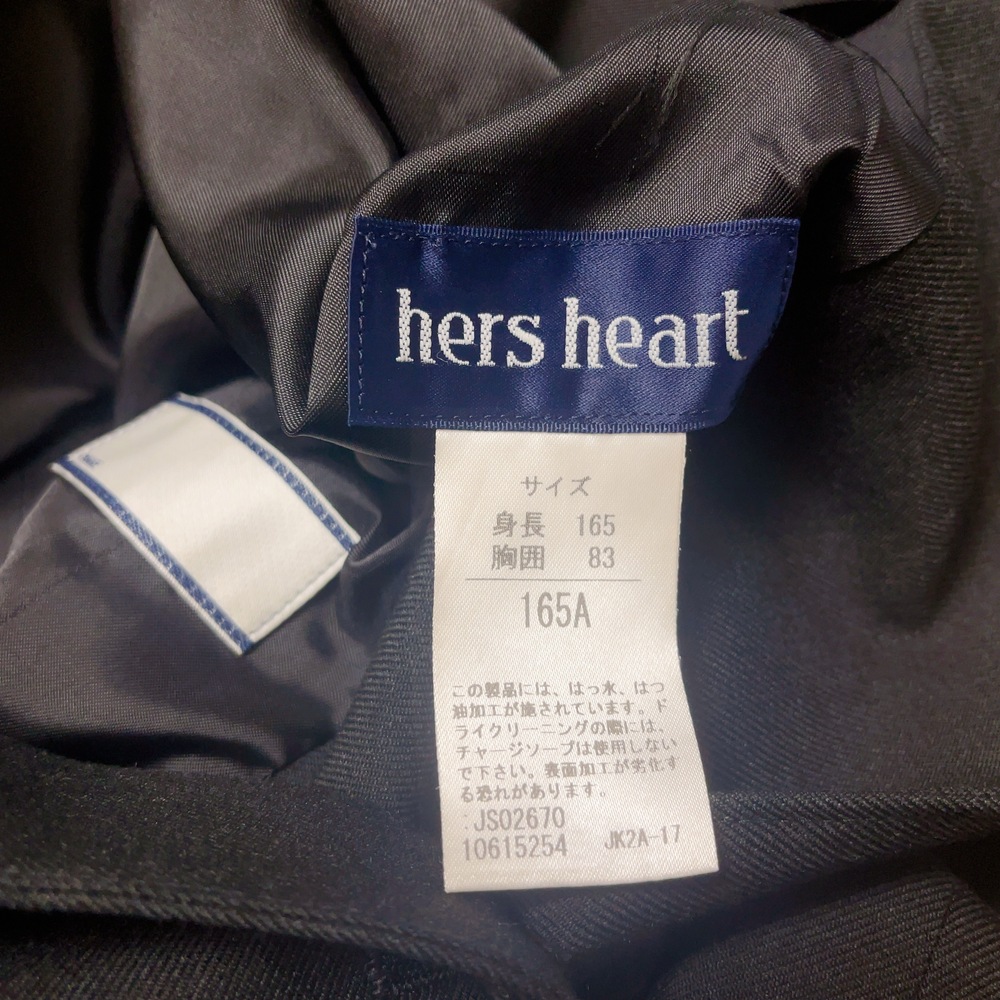 hers heart
サイズ
身長 165
胸囲 83
165A
この製品には、はっ水、はつ
油加工が施されています。ド
ライクリーニングの際には、
チャージソープは使用しない
で下さい。表面加工が劣化す
る恐れがあります。
:JS02670
10615254 JK2A-17